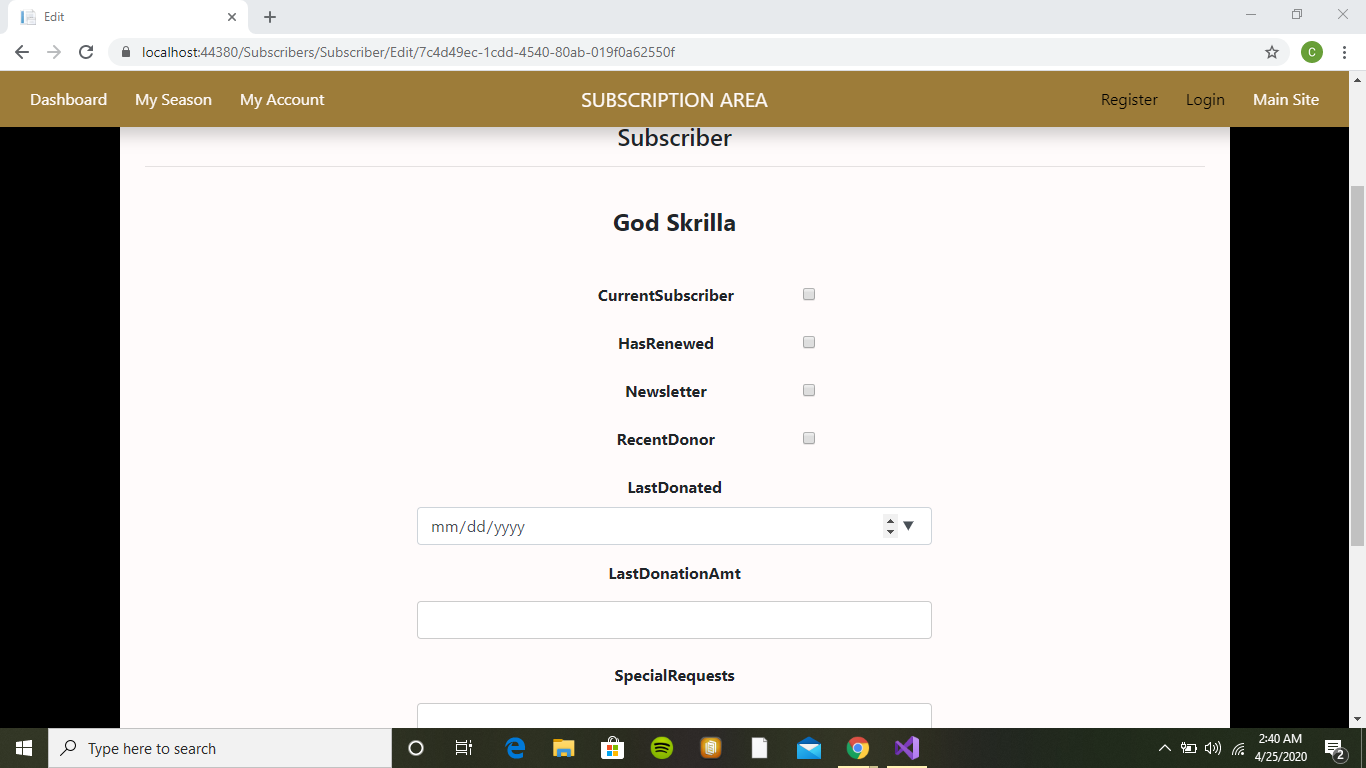 Edit
localhost:44380/Subscribers/Subscriber/Edit/7c4d49ec-1cdd-4540-80ab-019f0a62550f
C
Dashboard My Season My Account SUBSCRIPTION AREA Register Login Main Site
Subscriber
God Skrilla
CurrentSubscriber
HasRenewed
Newsletter
RecentDonor
LastDonated
mm/dd/yyyy
LastDonationAmt
SpecialRequests
Type here to search
2:40 AM
4/25/2020
2